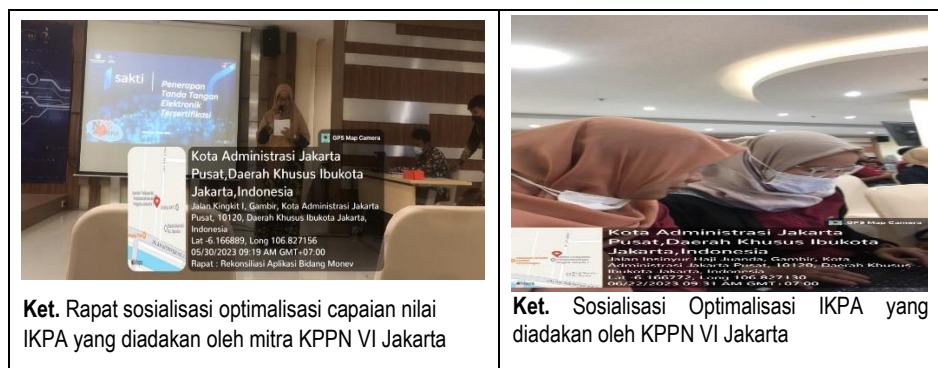 sakti
Penerapan
Tanda Tangan
Elektronik
Tersertifikasi
GPS Map Camera
Kota Administrasi Jakarta
Pusat,Daerah Khusus Ibukota
Jakarta,Indonesia
Jalan Kingkit I, Gambir, Kota Administrasi Jakarta
Pusat, 10120, Daerah Khusus Ibukota Jakarta,
Indonesia
Lat -6.166889, Long 106.827156
05/30/2023 09:19 AM GMT+07:00
Rapat : Rekonsiliasi Aplikasi Bidang Monev
Ket. Rapat sosialisasi optimalisasi capaian nilai
IKPA yang diadakan oleh mitra KPPN VI Jakarta
GPS Map Camera
Kota Administrasi Jakarta
Pusat,Daerah Khusus Ibukota
Jakarta,Indonesia
Jalan Insinyur Haji Juanda, Gambir, Kota
Administrasi Jakarta Pusat, 10120, Daerah Khusus
Ibukota Jakarta, Indonesia
Lat -6.166772, Long 106.827130
06/22/2023 09:31 AM GMT+07:00
Ket. Sosialisasi Optimalisasi IKPA yang
diadakan oleh KPPN VI Jakarta